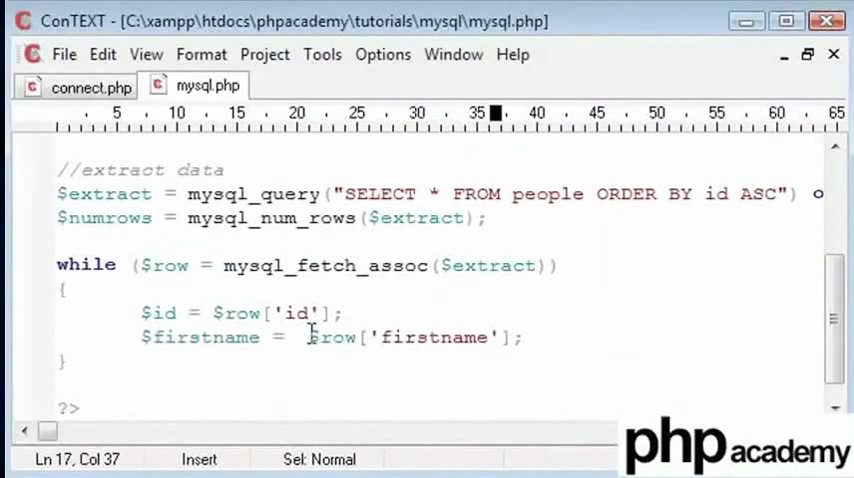 ConTEXT - [C:\xampp\htdocs\phpacademy\tutorials\mysql\mysql.php]
File Edit View Format Project Tools Options Window Help
connect.php mysql.php
5 10 15 20 25 30 35 40 45 50 55 60 65
//extract data
$extract = mysql_query("SELECT * FROM people ORDER BY id ASC") o
$numrows = mysql_num_rows($extract);
while ($row = mysql_fetch_assoc($extract))
{
$id = $row['id'];
$firstname =  $row['firstname'];
}
?>
Ln 17, Col 37 Insert Sel: Normal
php academy